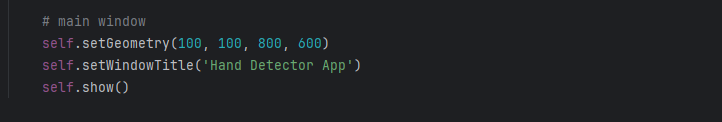 # main window
self.setGeometry(100, 100, 800, 600)
self.setWindowTitle('Hand Detector App')
self.show()